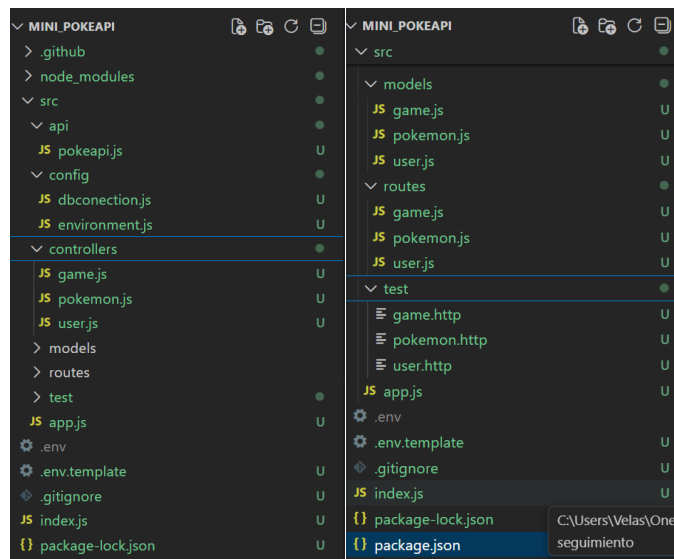 MINI_POKEAPI
.github
node_modules
src
api
JS pokeapi.js U
config
JS dbconection.js U
JS environment.js U
controllers
JS game.js U
JS pokemon.js U
JS user.js U
models
routes
test
JS app.js U
.env
.env.template U
.gitignore U
JS index.js U
{} package-lock.json U
MINI_POKEAPI
src
models
JS game.js U
JS pokemon.js U
JS user.js U
routes
JS game.js U
JS pokemon.js U
JS user.js U
test
game.http U
pokemon.http U
user.http U
JS app.js U
.env
.env.template U
.gitignore U
JS index.js U
{} package-lock.json
C:\Users\Velas\One
{} package.json
seguimiento